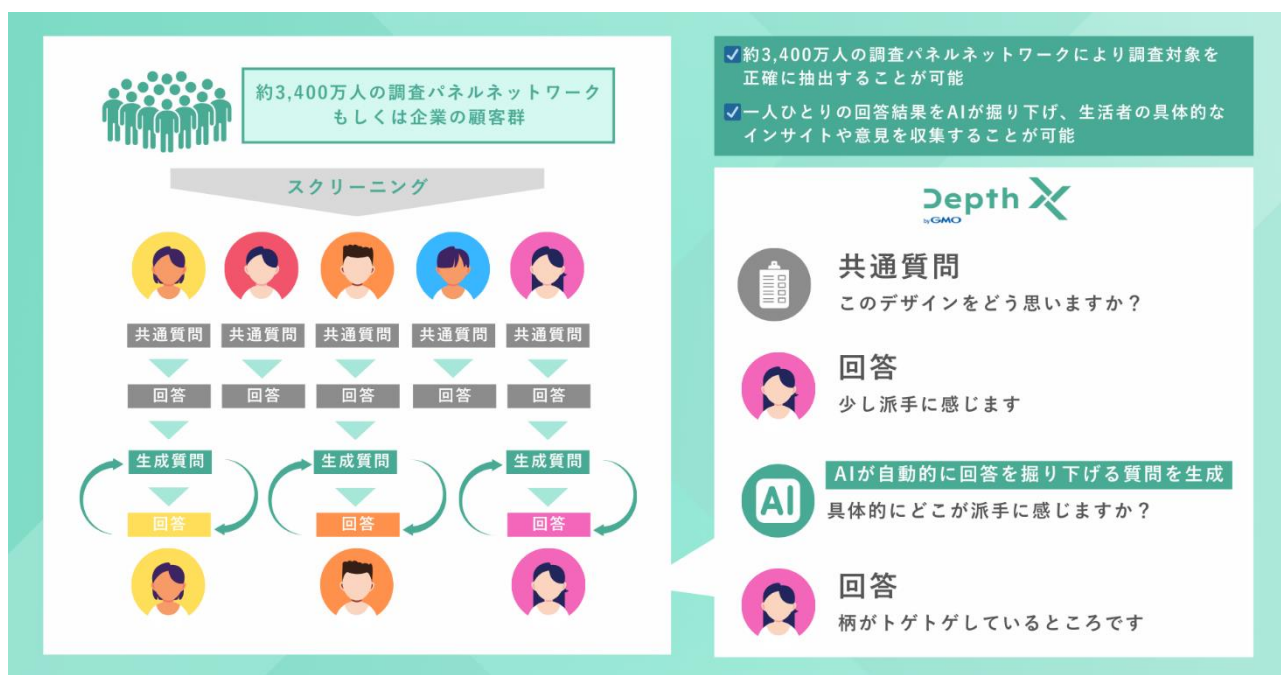 約3,400万人の調査パネルネットワーク
もしくは企業の顧客群
スクリーニング
共通質問 共通質問 共通質問 共通質問 共通質問
回答 回答 回答 回答 回答
生成質問 生成質問 生成質問
回答 回答 回答
約3,400万人の調査パネルネットワークにより調査対象を
正確に抽出することが可能
一人ひとりの回答結果をAIが掘り下げ、生活者の具体的な
インサイトや意見を収集することが可能
Depth X
by GMO
共通質問
このデザインをどう思いますか?
回答
少し派手に感じます
AIが自動的に回答を掘り下げる質問を生成
AI
具体的にどこが派手に感じますか?
回答
柄がトゲトゲしているところです